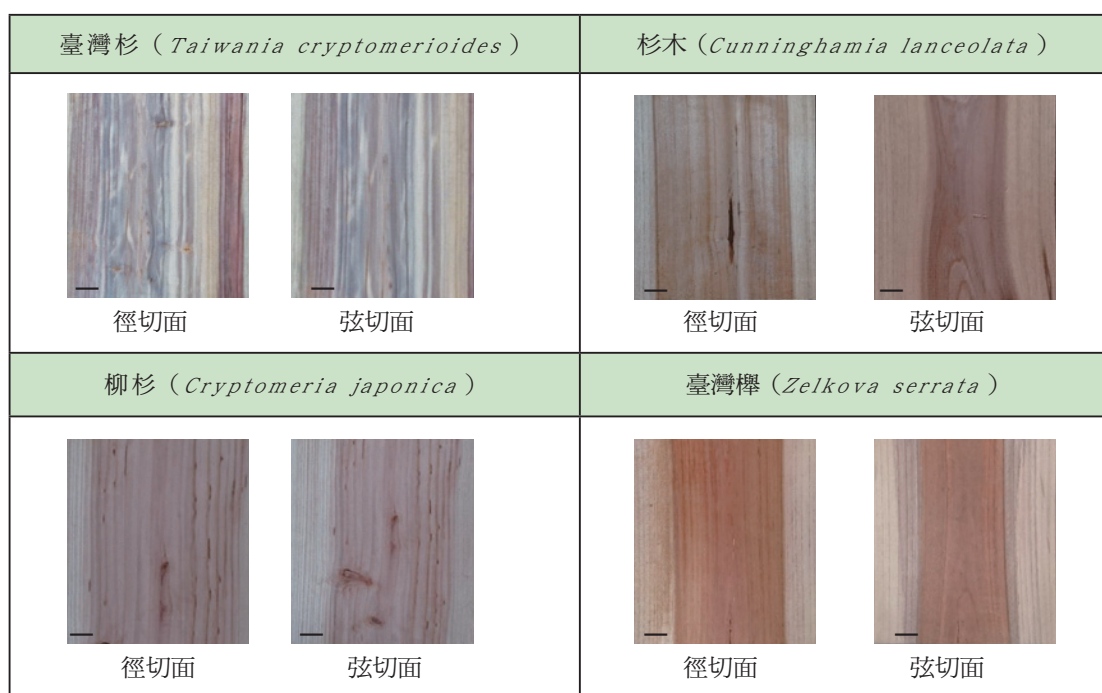 臺灣杉（Taiwania cryptomerioides）
杉木（Cunninghamia lanceolata）
徑切面
弦切面
徑切面
弦切面
柳杉（Cryptomeria japonica）
臺灣櫸（Zelkova serrata）
徑切面
弦切面
徑切面
弦切面